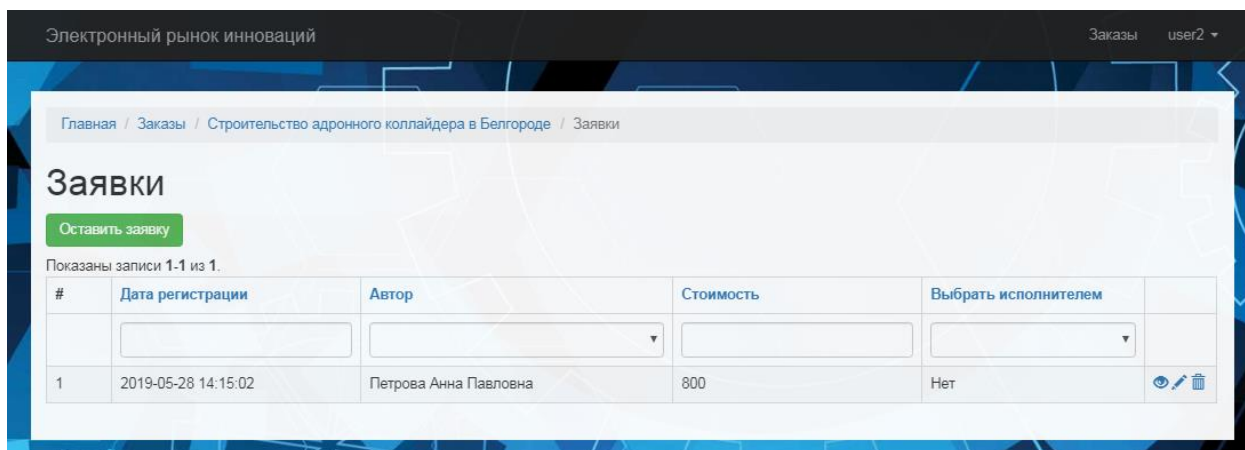 Электронный рынок инноваций Заказы user2
Главная / Заказы / Строительство адронного коллайдера в Белгороде / Заявки
Заявки
Оставить заявку
Показаны записи 1-1 из 1.
# Дата регистрации Автор Стоимость Выбрать исполнителем
1 2019-05-28 14:15:02 Петрова Анна Павловна 800 Нет